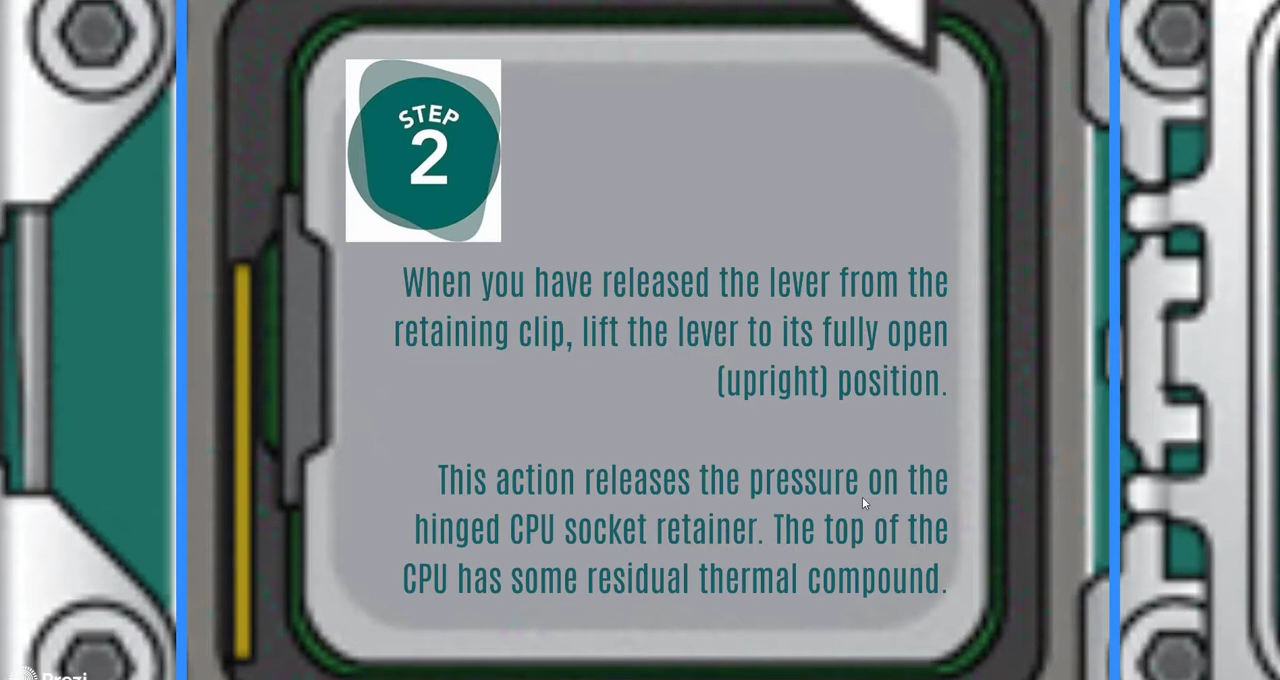 STEP
2
When you have released the lever from the
retaining clip, lift the lever to its fully open
(upright) position.
This action releases the pressure on the
hinged CPU socket retainer. The top of the
CPU has some residual thermal compound.
Prezi